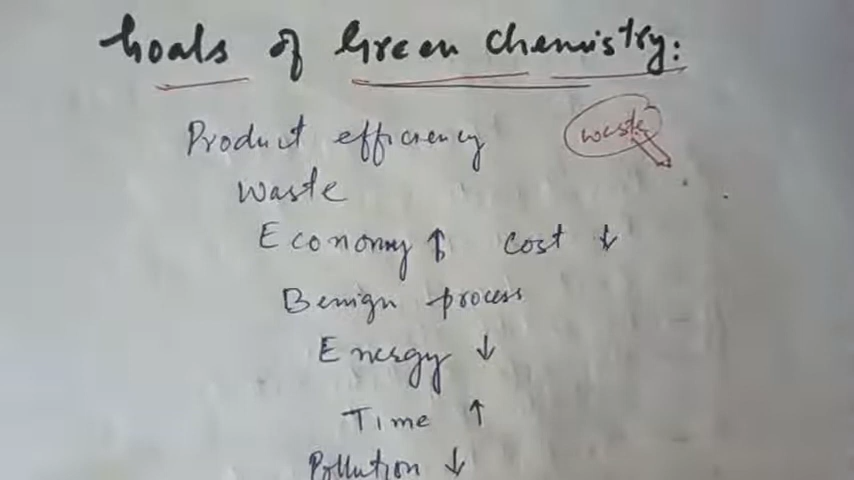 Goals of Green Chemistry:
Product efficiency waste
Waste
Economy ↑ Cost ↓
Benign process
Energy ↓
Time ↑
Pollution ↓